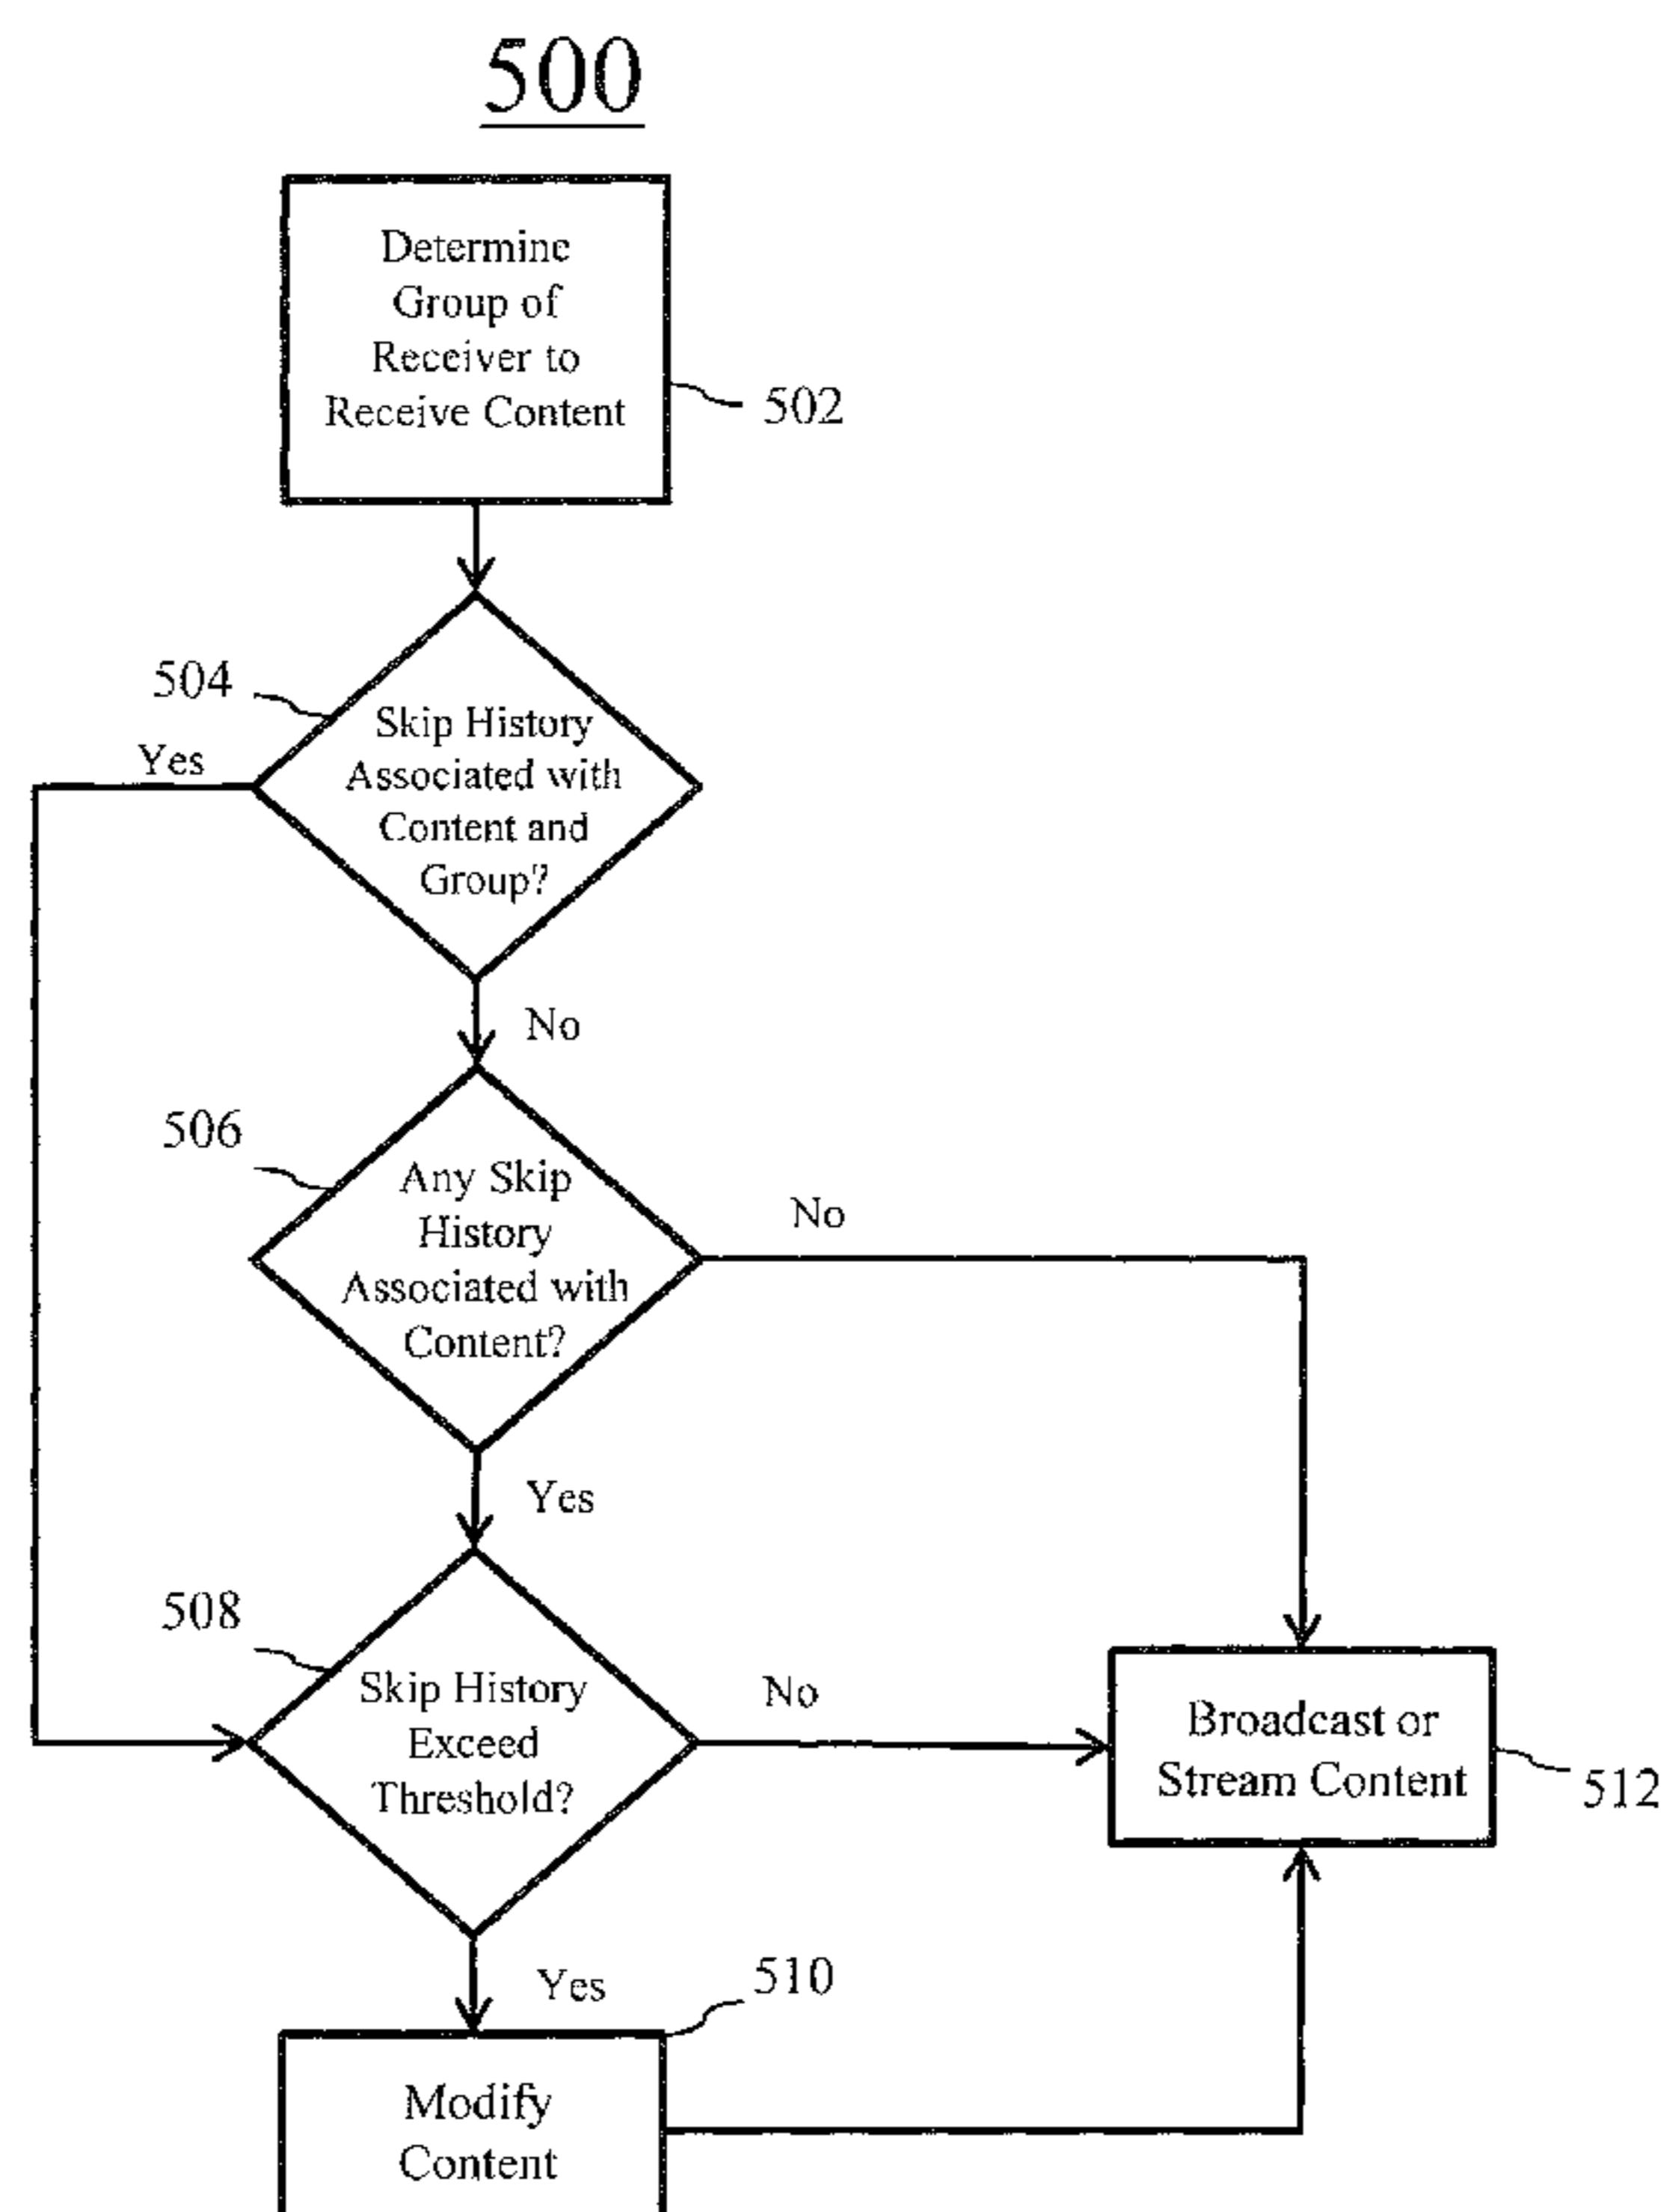 500
Determine
Group of
Receiver to
Receive Content
502
504
Yes
Skip History
Associated with
Content and
Group?
No
506
Any Skip
History
Associated with
Content?
No
Yes
508
Skip History
Exceed
Threshold?
No
Broadcast or
Stream Content
512
Yes
510
Modify
Content